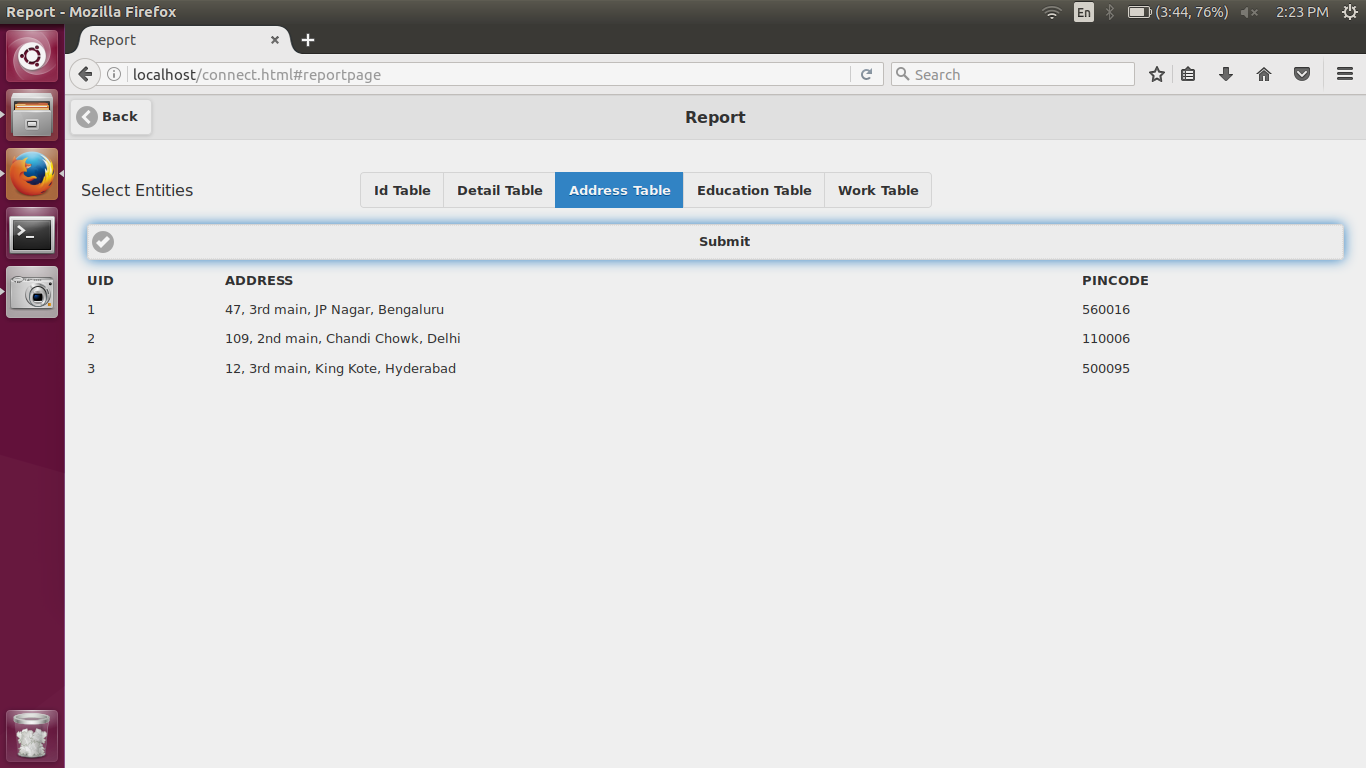 Report - Mozilla Firefox
En
(3:44, 76%)
2:23 PM
Report
localhost/connect.html#reportpage
Search
Back
Report
Select Entities
Id Table
Detail Table
Address Table
Education Table
Work Table
Submit
UID ADDRESS PINCODE
1 47, 3rd main, JP Nagar, Bengaluru 560016
2 109, 2nd main, Chandi Chowk, Delhi 110006
3 12, 3rd main, King Kote, Hyderabad 500095